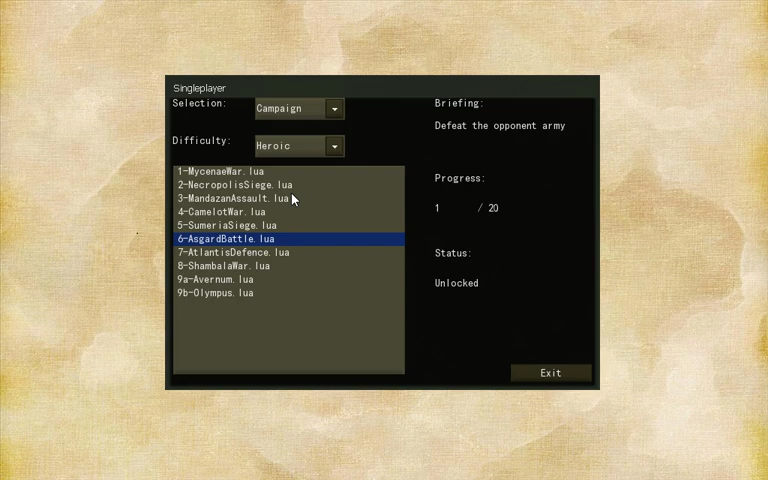 Singleplayer
Selection:
Campaign
Difficulty:
Heroic
1-MycenaeWar.lua
2-NecropolisSiege.lua
3-MandazanAssault.lua
4-CamelotWar.lua
5-SumeriaSiege.lua
6-AsgardBattle.lua
7-AtlantisDefence.lua
8-ShambalaWar.lua
9a-Avernum.lua
9b-Olympus.lua
Briefing:
Defeat the opponent army
Progress:
1 / 20
Status:
Unlocked
Exit